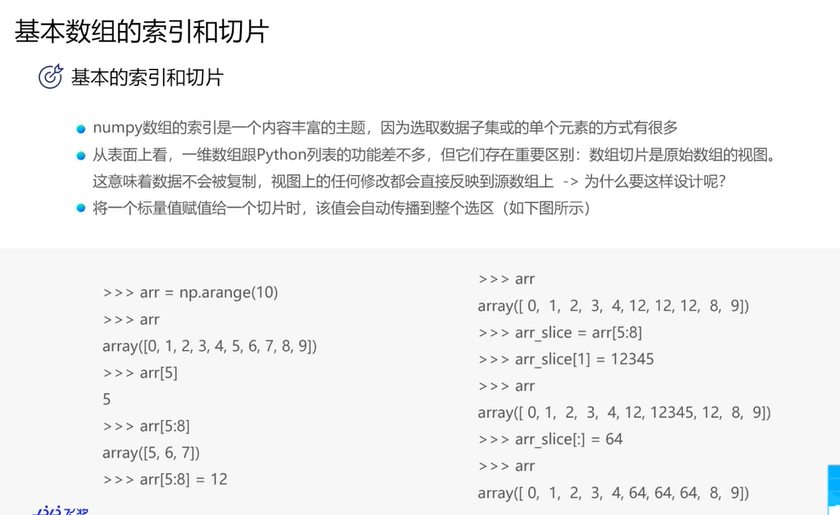 基本数组的索引和切片
基本的索引和切片
numpy数组的索引是一个内容丰富的主题，因为选取数据子集或的单个元素的方式有很多
从表面上看，一维数组跟Python列表的功能差不多，但它们存在重要区别：数组切片是原始数组的视图。
这意味着数据不会被复制，视图上的任何修改都会直接反映到源数组上 -> 为什么要这样设计呢？
将一个标量值赋值给一个切片时，该值会自动传播到整个选区（如下图所示）
>>> arr = np.arange(10)
>>> arr
array([0, 1, 2, 3, 4, 5, 6, 7, 8, 9])
>>> arr[5]
5
>>> arr[5:8]
array([5, 6, 7])
>>> arr[5:8] = 12
>>> arr
array([ 0, 1, 2, 3, 4, 12, 12, 12, 8, 9])
>>> arr_slice = arr[5:8]
>>> arr_slice[1] = 12345
>>> arr
array([ 0, 1, 2, 3, 4, 12, 12345, 12, 8, 9])
>>> arr_slice[:] = 64
>>> arr
array([ 0, 1, 2, 3, 4, 64, 64, 64, 8, 9])